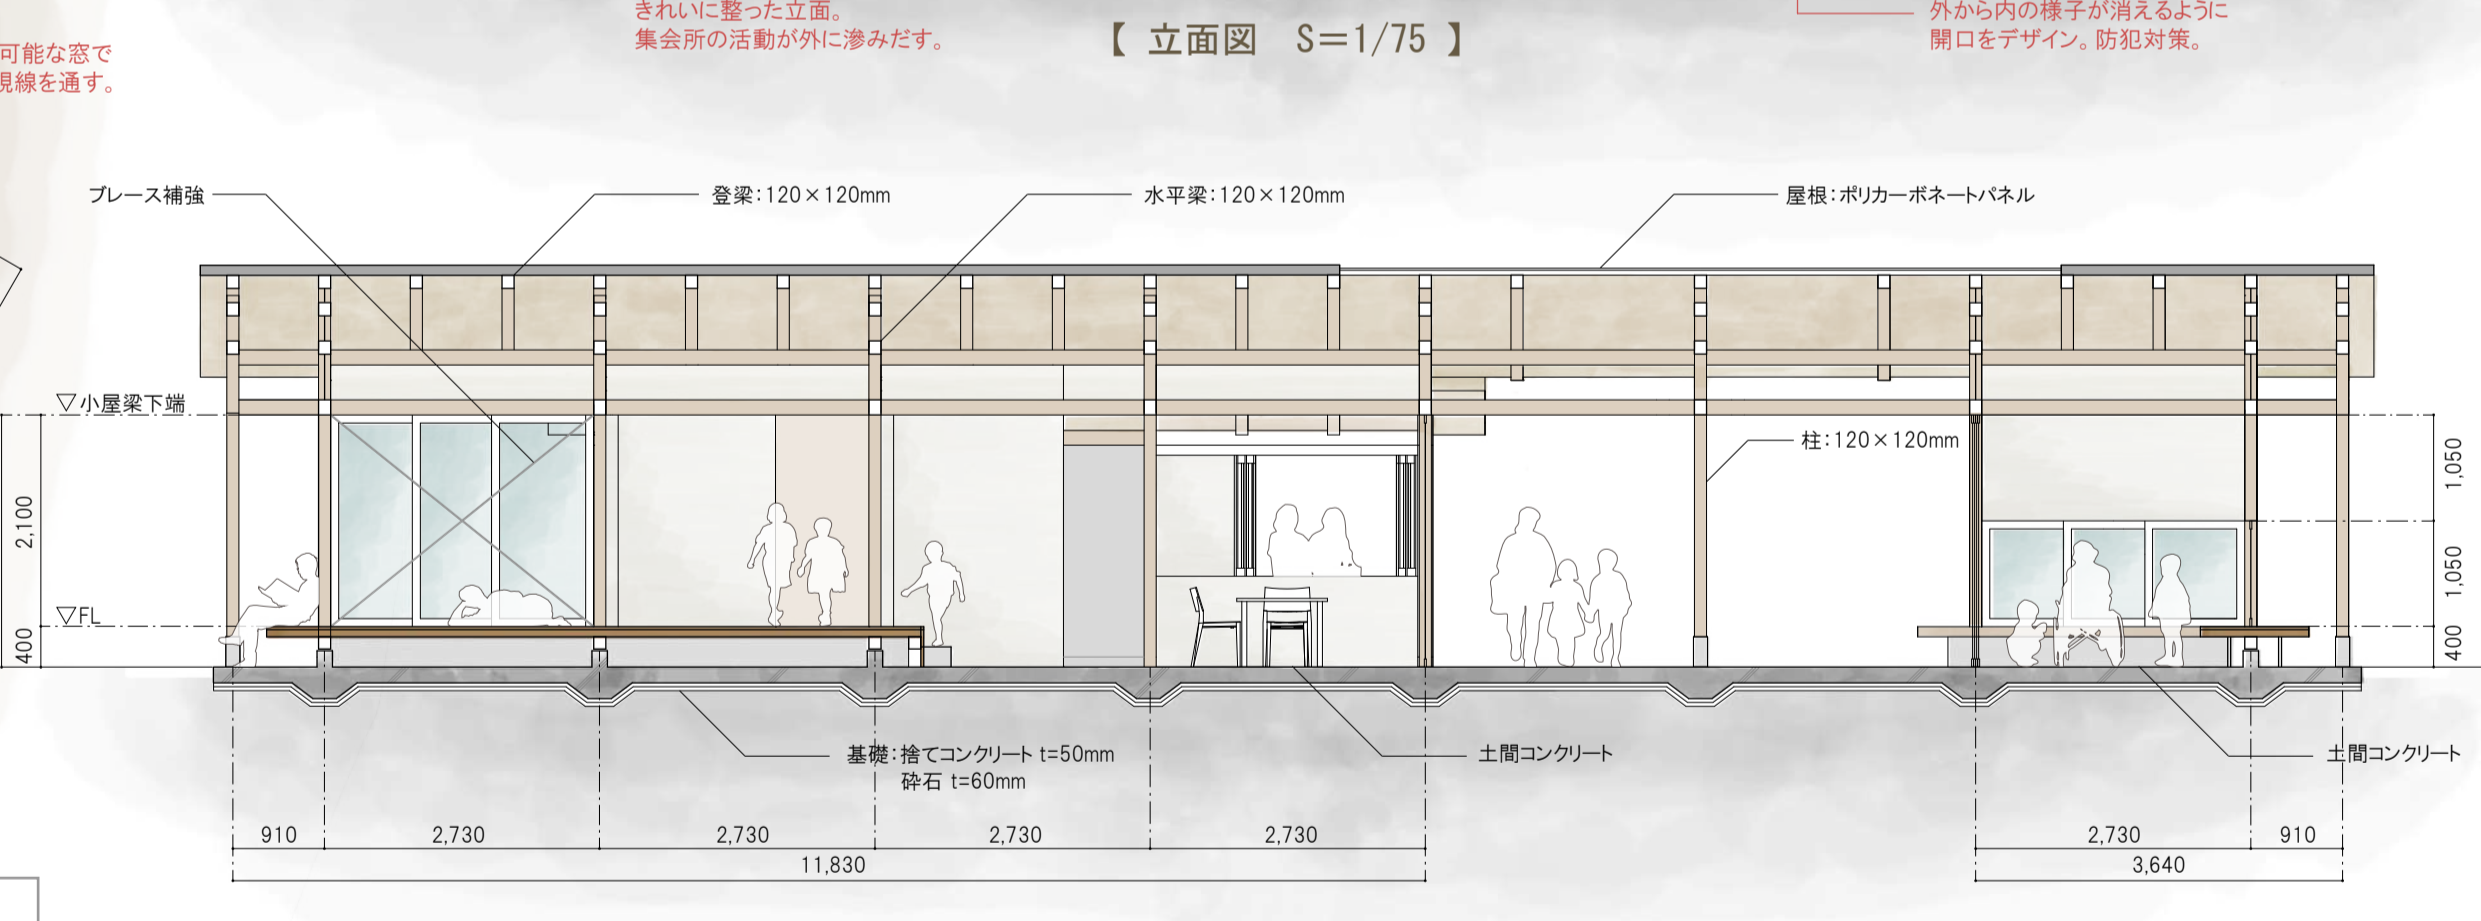 きれいに整った立面。
集会所の活動が外に滲みだす。
【 立面図　S＝1/75 】
外から内の様子が消えるように
開口をデザイン。防犯対策。
可能な窓で
視線を通す。
ブレース補強
登梁：120×120mm
水平梁：120×120mm
屋根：ポリカーボネートパネル
▽小屋梁下端
柱：120×120mm
▽FL
2,100
400
1,050
1,050
400
基礎：捨てコンクリート t=50mm
砕石 t=60mm
土間コンクリート
土間コンクリート
910
2,730
2,730
2,730
2,730
11,830
2,730
910
3,640